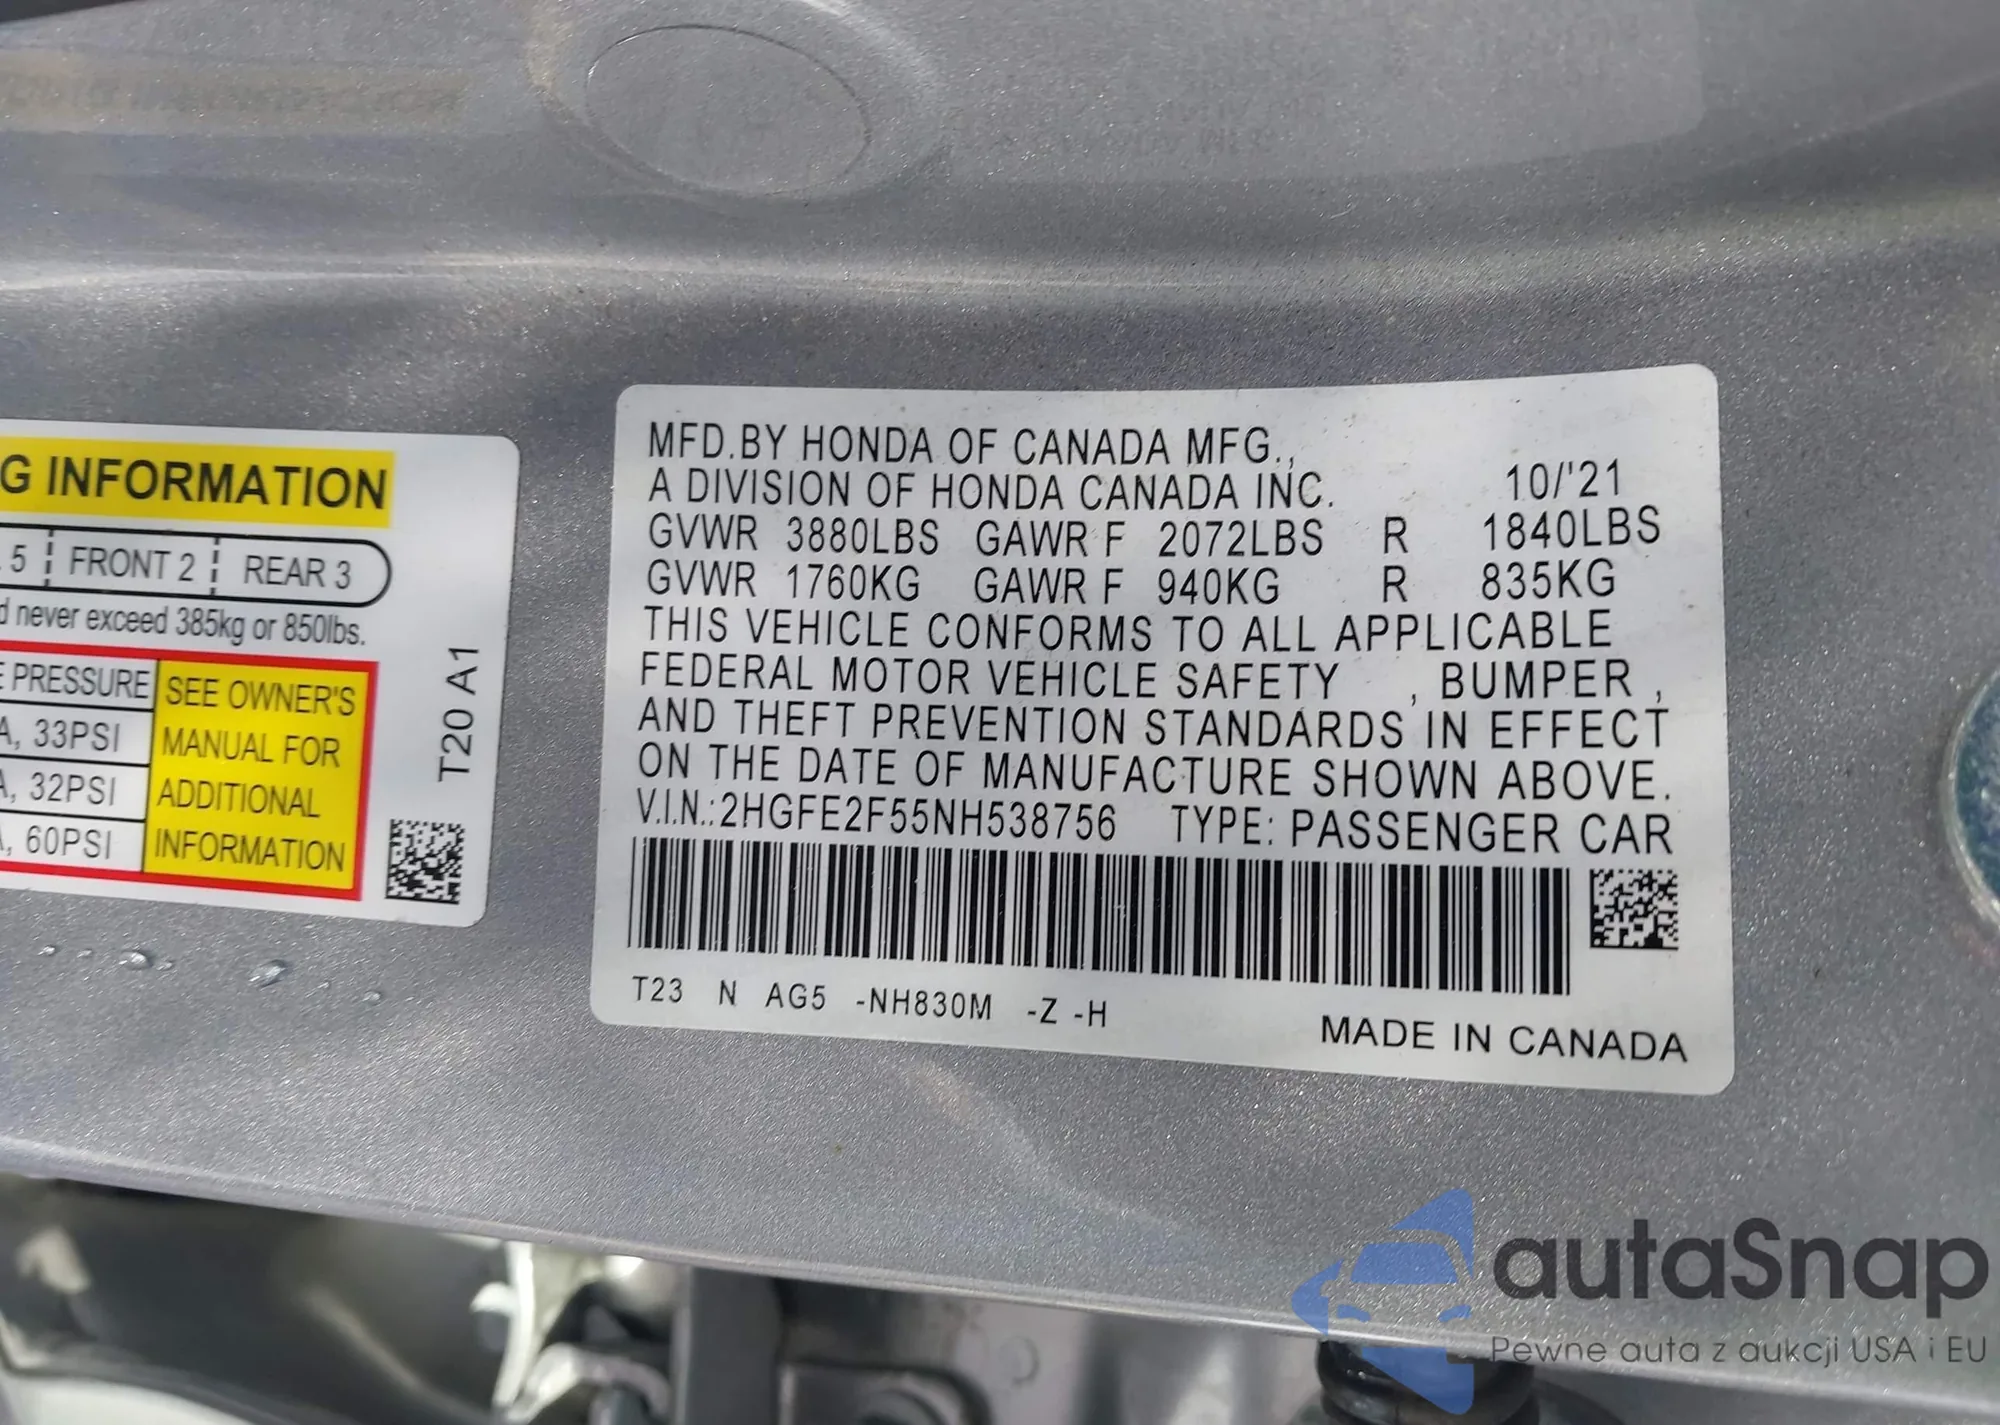 G INFORMATION
5 FRONT 2 REAR 3
d never exceed 385kg or 850lbs.
E PRESSURE
A, 33PSI
A, 32PSI
A, 60PSI
SEE OWNER'S
MANUAL FOR
ADDITIONAL
INFORMATION
T20 A1
MFD.BY HONDA OF CANADA MFG.,
A DIVISION OF HONDA CANADA INC. 10/'21
GVWR 3880LBS GAWR F 2072LBS R 1840LBS
GVWR 1760KG GAWR F 940KG R 835KG
THIS VEHICLE CONFORMS TO ALL APPLICABLE
FEDERAL MOTOR VEHICLE SAFETY , BUMPER ,
AND THEFT PREVENTION STANDARDS IN EFFECT
ON THE DATE OF MANUFACTURE SHOWN ABOVE.
V.I.N.:2HGFE2F55NH538756 TYPE: PASSENGER CAR
T23 N AG5 -NH830M -Z -H
MADE IN CANADA
autaSnap
Pewne auta z aukcji USA i EU